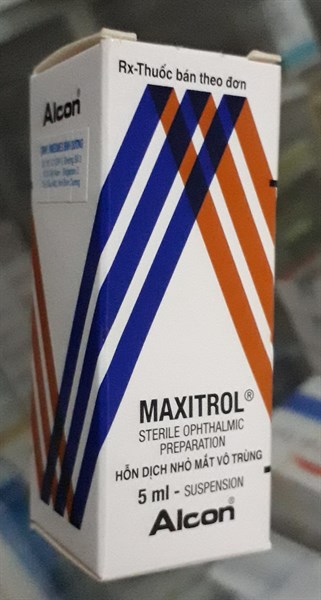 Rx-Thuốc bán theo đơn
Alcon®
MAXITROL®
STERILE OPHTHALMIC
PREPARATION
HỖN DỊCH NHỎ MẮT VÔ TRÙNG
5 ml - SUSPENSION
Alcon®